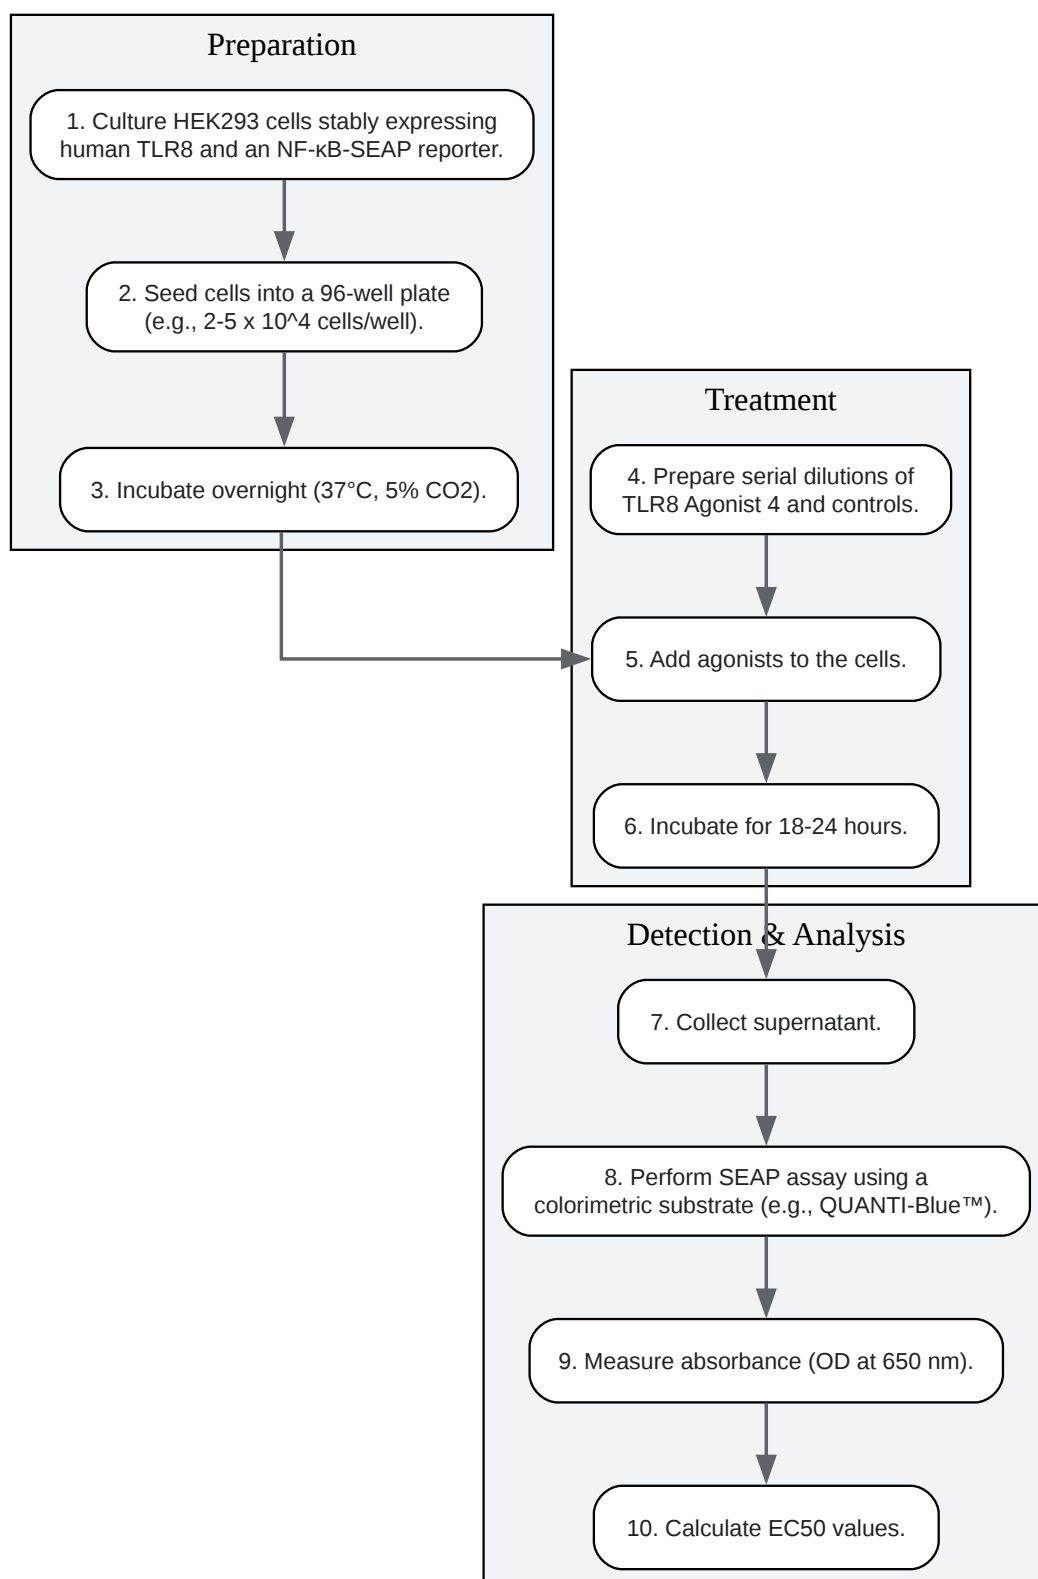 Preparation
1. Culture HEK293 cells stably expressing
human TLR8 and an NF-κB-SEAP reporter.
2. Seed cells into a 96-well plate
(e.g., 2-5 x 10^4 cells/well).
3. Incubate overnight (37°C, 5% CO2).
Treatment
4. Prepare serial dilutions of
TLR8 Agonist 4 and controls.
5. Add agonists to the cells.
6. Incubate for 18-24 hours.
Detection & Analysis
7. Collect supernatant.
8. Perform SEAP assay using a
colorimetric substrate (e.g., QUANTI-Blue™).
9. Measure absorbance (OD at 650 nm).
10. Calculate EC50 values.